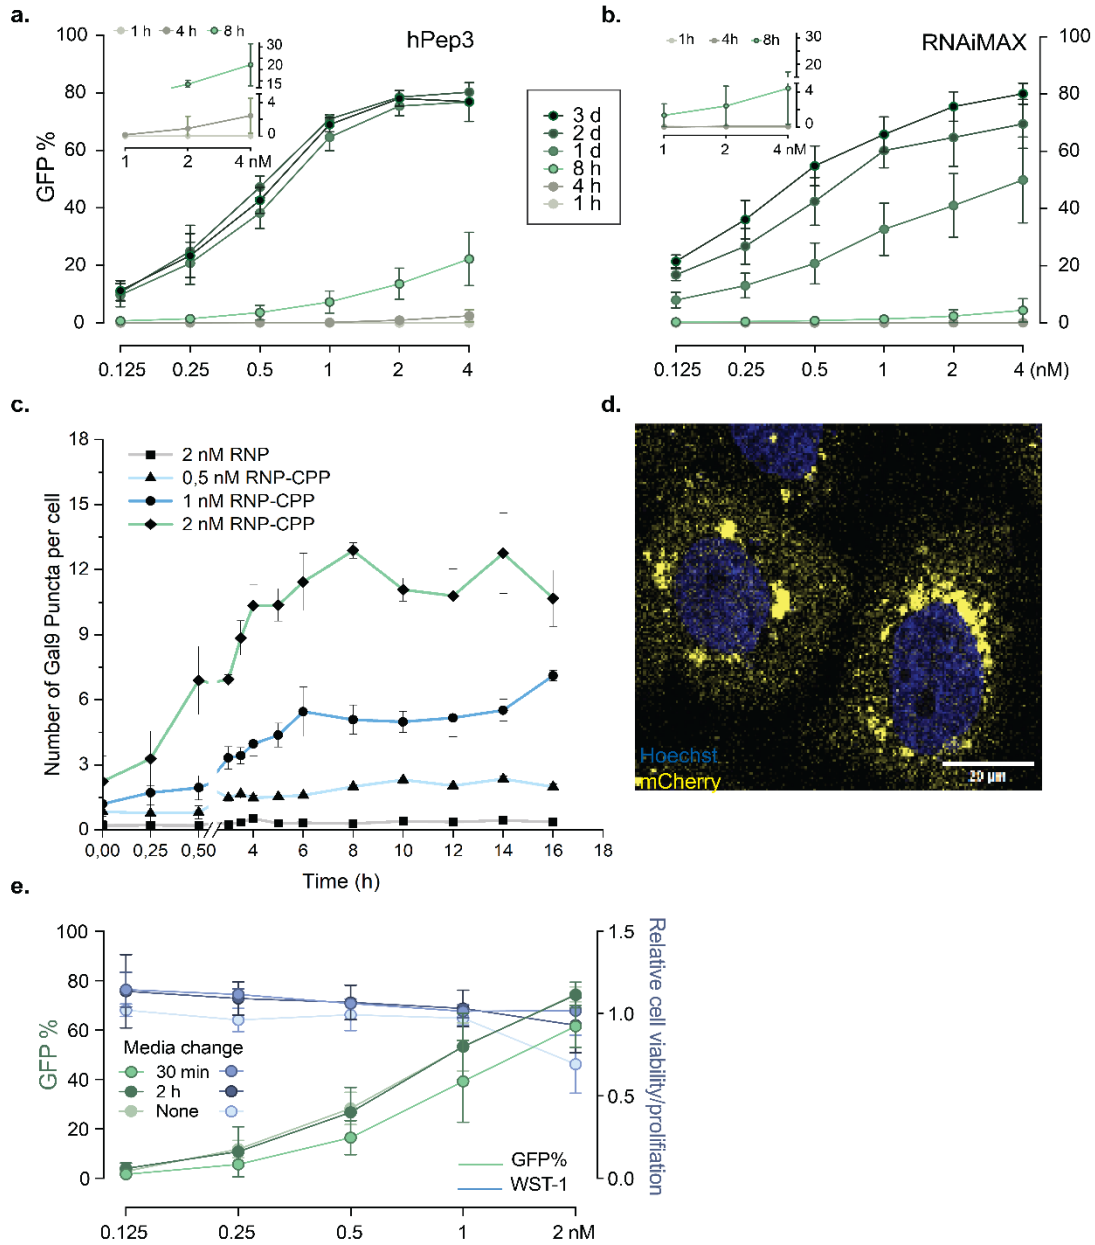 a.
hPep3
1 h 4 h 8 h
30
20
15
4
0
1 2 4 nM
GFP %
100
80
60
40
20
0
0.125 0.25 0.5 1 2 4
3 d
2 d
1 d
8 h
4 h
1 h
b.
RNAiMAX
1h 4h 8h
30
20
15
4
0
1 2 4 nM
100
80
60
40
20
0
0.125 0.25 0.5 1 2 4 (nM)
c.
Number of Gal9 Puncta per cell
18
15
12
9
6
3
0
2 nM RNP
0,5 nM RNP-CPP
1 nM RNP-CPP
2 nM RNP-CPP
0,00 0,25 0,50 4 6 8 10 12 14 16 18
Time (h)
d.
Hoechst
mCherry
20 µm
e.
GFP %
100
80
60
40
20
0
Media change
30 min
2 h
None
GFP%
WST-1
1.5
1.0
0.5
0.0
Relative cell viability/prolifiation
0.125 0.25 0.5 1 2 nM